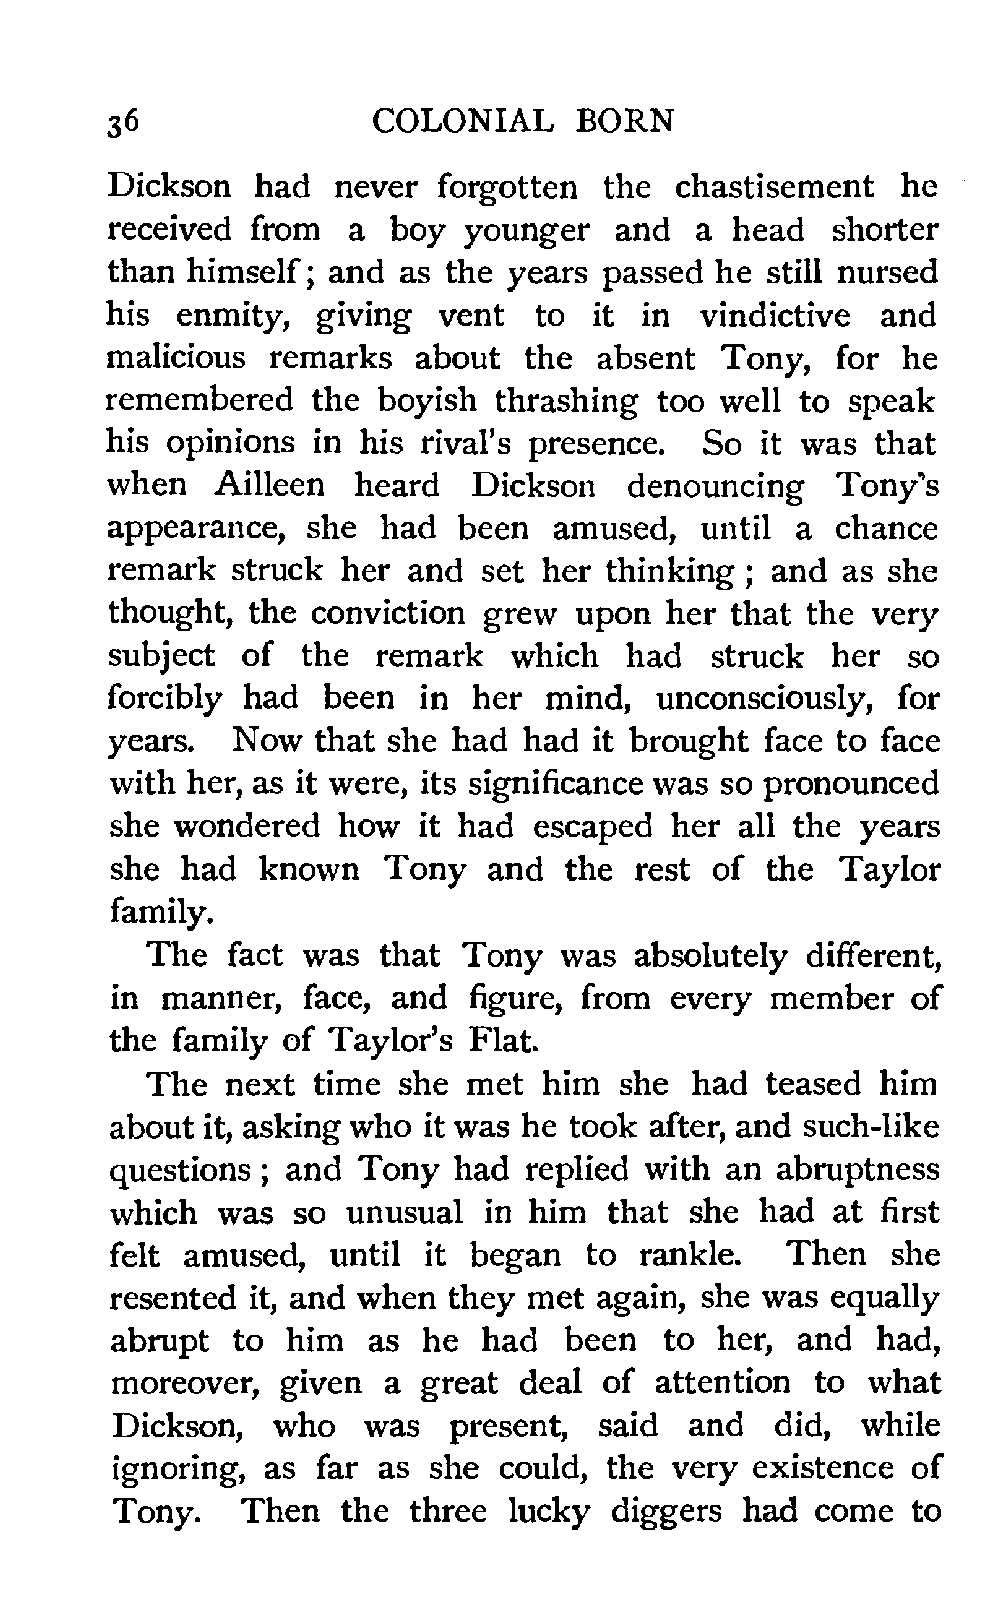 36 COLONIAL BORN
Dickson had never forgotten the chastisement he
received from a boy younger and a head shorter
than himself; and as the years passed he still nursed
his enmity, giving vent to it in vindictive and
malicious remarks about the absent Tony, for he
remembered the boyish thrashing too well to speak
his opinions in his rival's presence. So it was that
when Ailleen heard Dickson denouncing Tony's
appearance, she had been amused, until a chance
remark struck her and set her thinking; and as she
thought, the conviction grew upon her that the very
subject of the remark which had struck her so
forcibly had been in her mind, unconsciously, for
years. Now that she had had it brought face to face
with her, as it were, its significance was so pronounced
she wondered how it had escaped her all the years
she had known Tony and the rest of the Taylor
family.
The fact was that Tony was absolutely different,
in manner, face, and figure, from every member of
the family of Taylor's Flat.
The next time she met him she had teased him
about it, asking who it was he took after, and such-like
questions; and Tony had replied with an abruptness
which was so unusual in him that she had at first
felt amused, until it began to rankle. Then she
resented it, and when they met again, she was equally
abrupt to him as he had been to her, and had,
moreover, given a great deal of attention to what
Dickson, who was present, said and did, while
ignoring, as far as she could, the very existence of
Tony. Then the three lucky diggers had come to